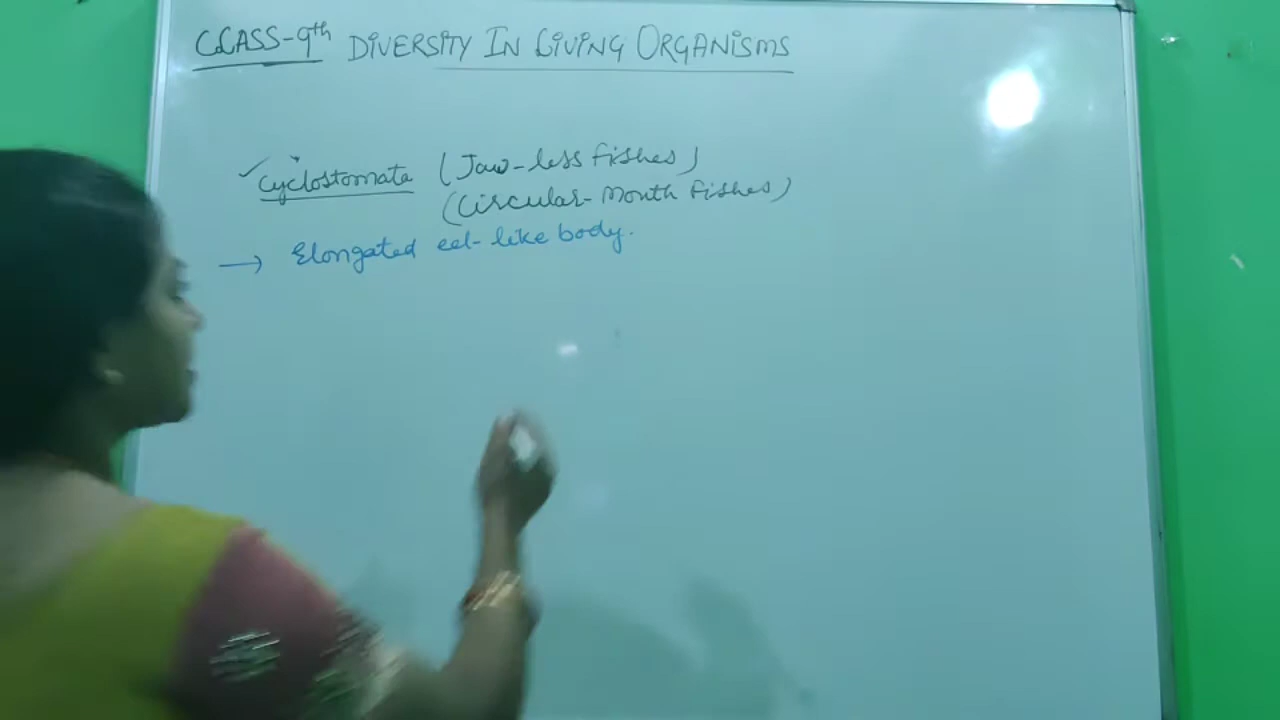 CLASS-9th DIVERSITY IN LIVING ORGANISMS
✓ Cyclostomata (Jaw-less fishes)
(Circular-Mouth fishes)
→ Elongated eel-like body.